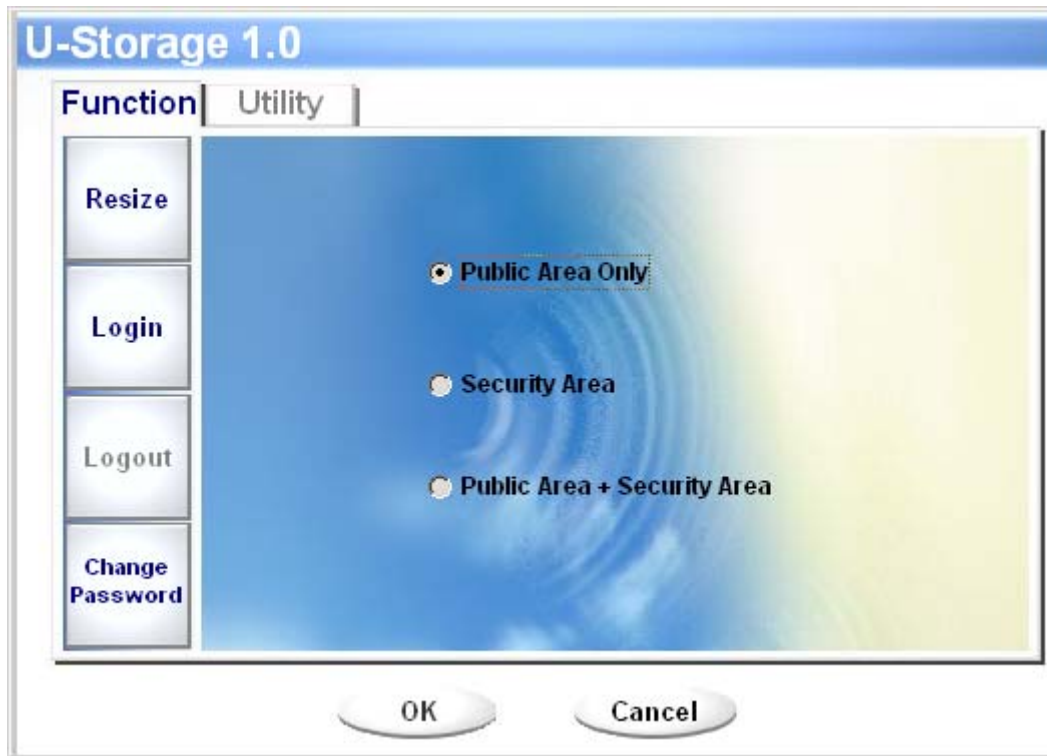 U-Storage 1.0
Function
Utility
Resize
Login
Logout
Change
Password
Public Area Only
Security Area
Public Area + Security Area
OK
Cancel